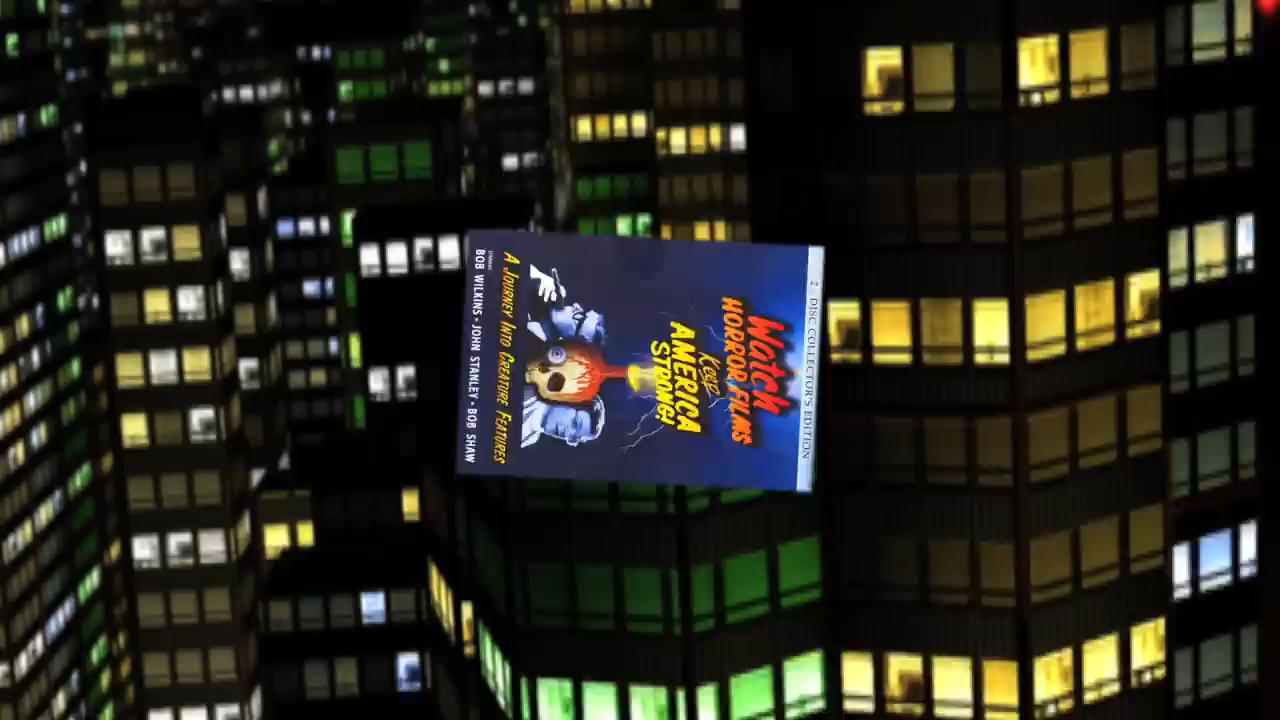 2 - DISC COLLECTOR'S EDITION
Watch
HORROR FILMS
Keep
AMERICA
STRONG!
A JOURNEY INTO CREATURE FEATURES
BOB WILKINS • JOHN STANLEY • BOB SHAW